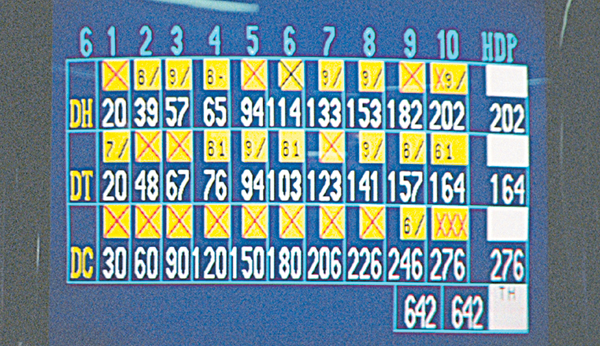 6 1 2 3 4 5 6 7 8 9 10 HDP
X 8/ 9/ 8- X X 9/ 9/ X X9/
DH 20 39 57 65 94 114 133 153 182 202 202
7/ X X 81 9/ 81 X 9/ 8/ 61
DT 20 48 67 76 94 103 123 141 157 164 164
X X X X X X X X 6/ XXX
DC 30 60 90 120 150 180 206 226 246 276 276
TH
642 642